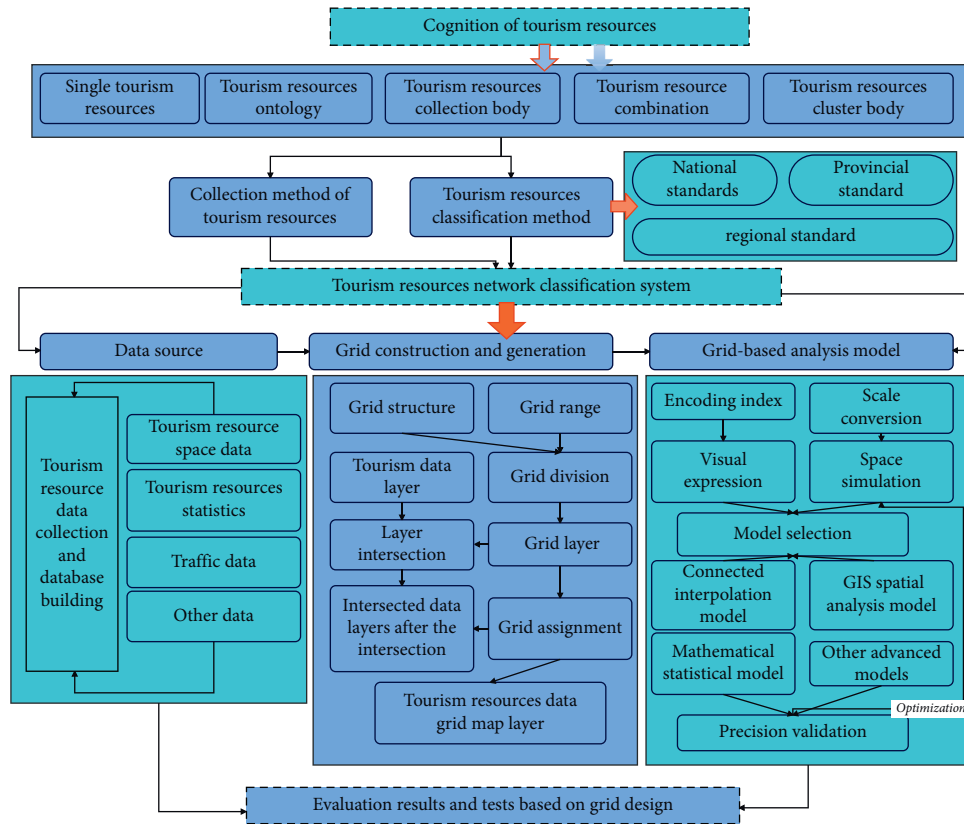 Cognition of tourism resources
Single tourism
resources
Tourism resources
ontology
Tourism resources
collection body
Tourism resource
combination
Tourism resources
cluster body
Collection method of
tourism resources
Tourism resources
classification method
National
standards
Provincial
standard
regional standard
Tourism resources network classification system
Data source
Grid construction and generation
Grid-based analysis model
Tourism
resource
data
collection
and
database
building
Tourism resource
space data
Tourism resources
statistics
Traffic data
Other data
Grid structure
Grid range
Tourism data
layer
Grid division
Layer
intersection
Grid layer
Intersected data
layers after the
intersection
Grid assignment
Tourism resources data
grid map layer
Encoding index
Scale
conversion
Visual
expression
Space
simulation
Model selection
Connected
interpolation
model
GIS spatial
analysis model
Mathematical
statistical model
Other advanced
models
Optimization
Precision validation
Evaluation results and tests based on grid design